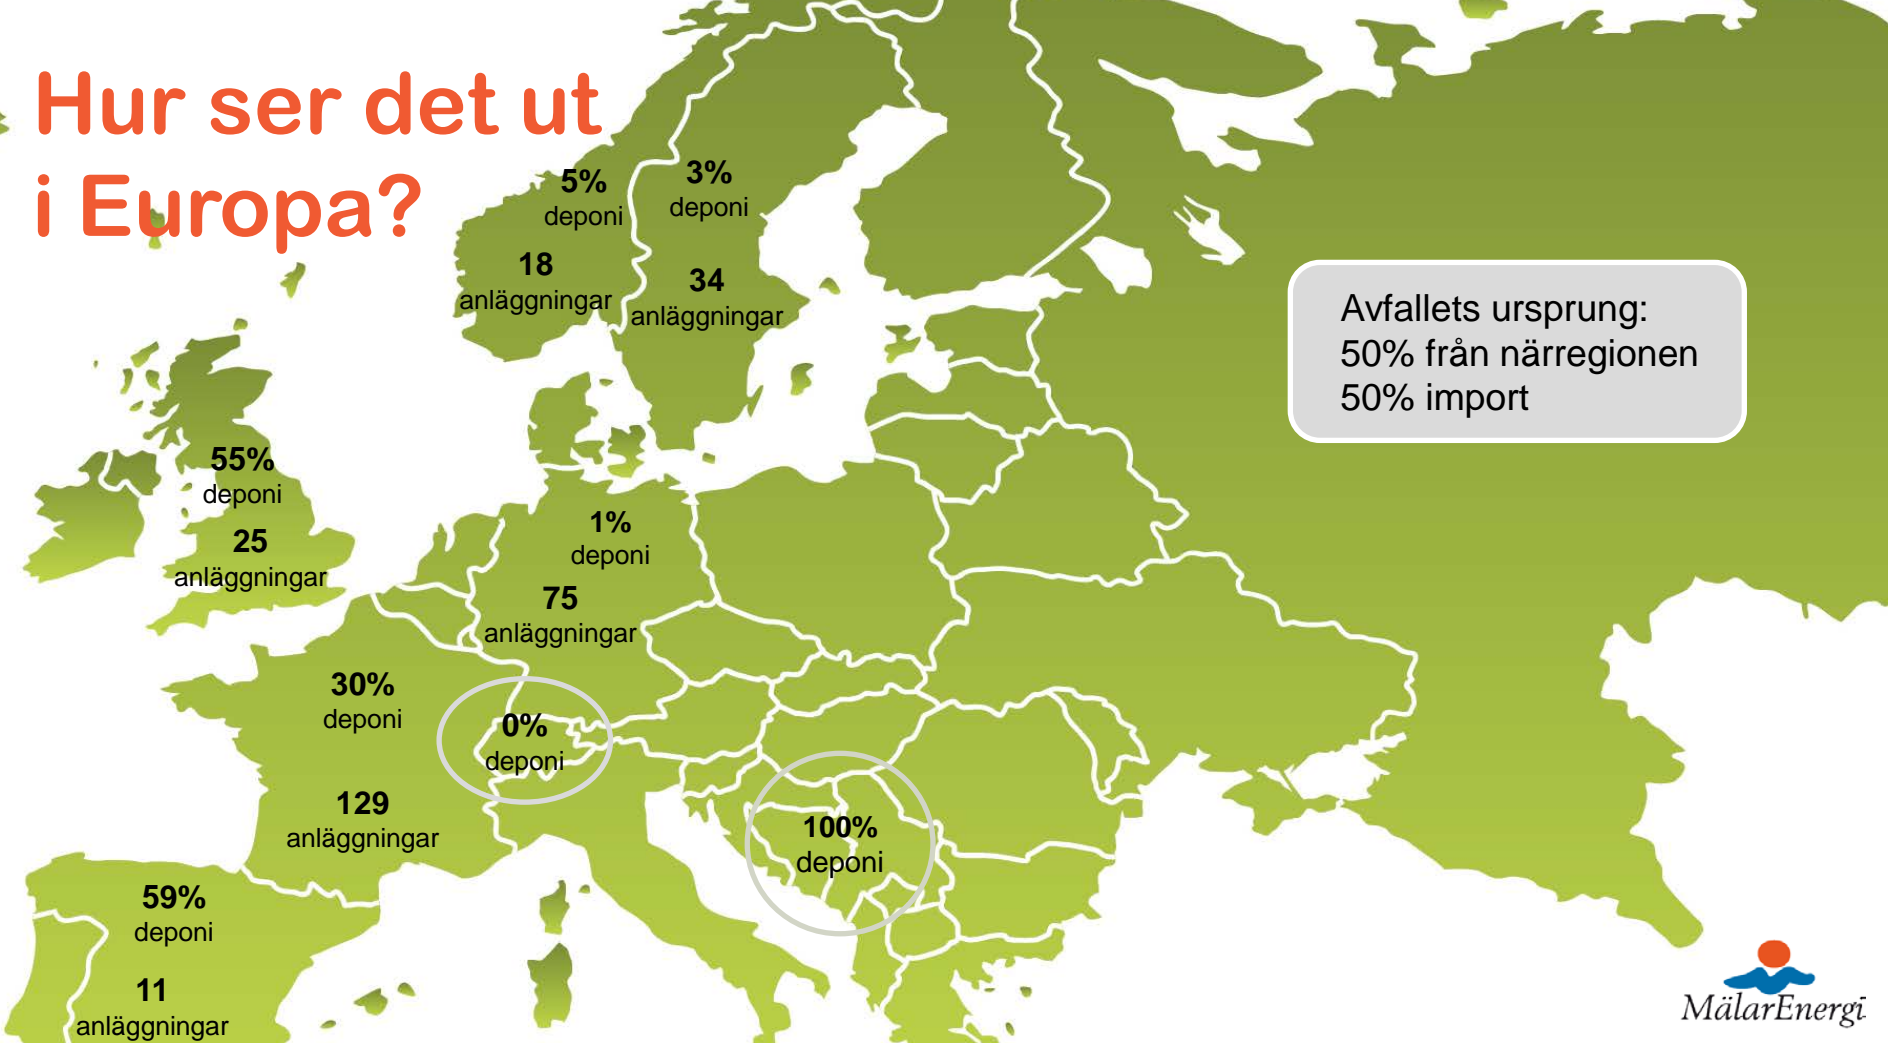 Hur ser det ut
i Europa?
5%
deponi
18
anläggningar
3%
deponi
34
anläggningar
Avfallets ursprung:
50% från närregionen
50% import
55%
deponi
25
anläggningar
1%
deponi
75
anläggningar
30%
deponi
129
anläggningar
0%
deponi
100%
deponi
59%
deponi
11
anläggningar
MälarEnergi